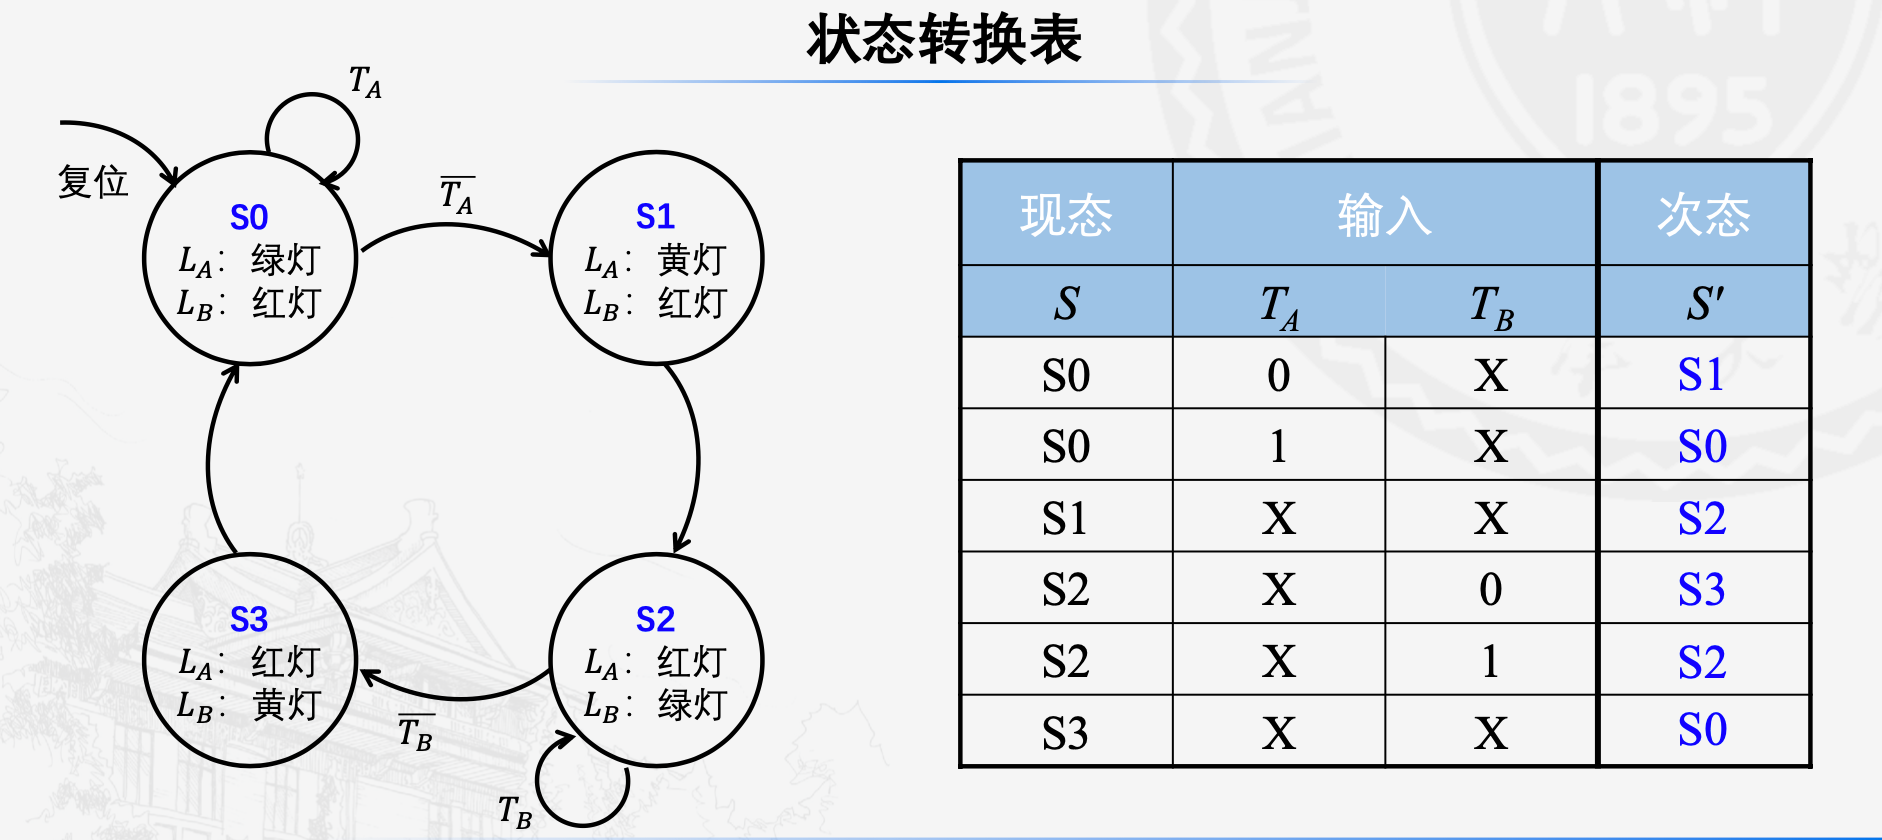 状态转换表
T_A
复位
S0
L_A: 绿灯
L_B: 红灯
\overline{T_A}
S1
L_A: 黄灯
L_B: 红灯
S3
L_A: 红灯
L_B: 黄灯
\overline{T_B}
S2
L_A: 红灯
L_B: 绿灯
T_B
现态 输入 次态
S T_A T_B S'
S0 0 X S1
S0 1 X S0
S1 X X S2
S2 X 0 S3
S2 X 1 S2
S3 X X S0
1895